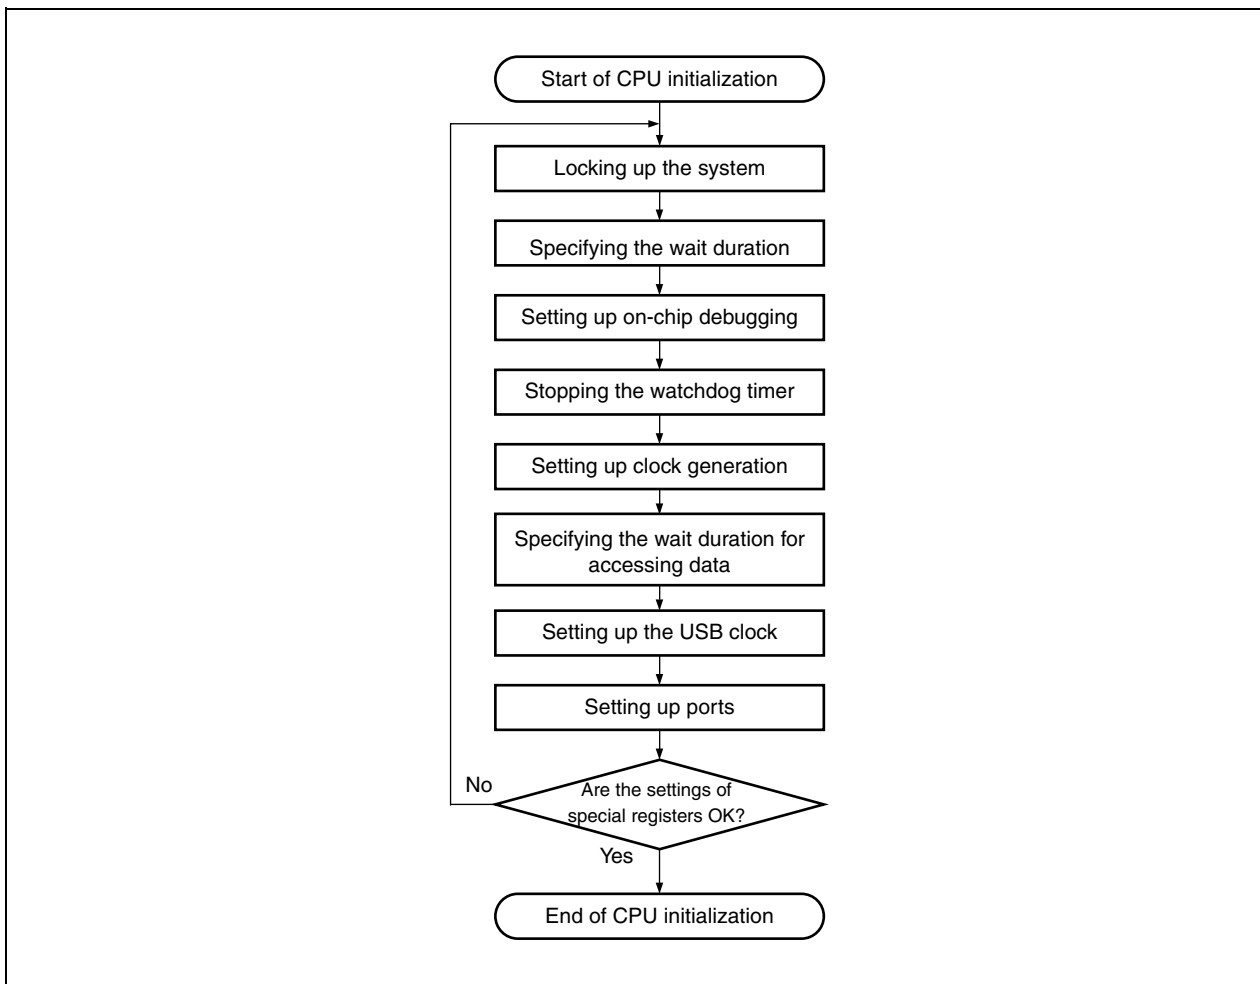 Start of CPU initialization
Locking up the system
Specifying the wait duration
Setting up on-chip debugging
Stopping the watchdog timer
Setting up clock generation
Specifying the wait duration for
accessing data
Setting up the USB clock
Setting up ports
No
Are the settings of
special registers OK?
Yes
End of CPU initialization